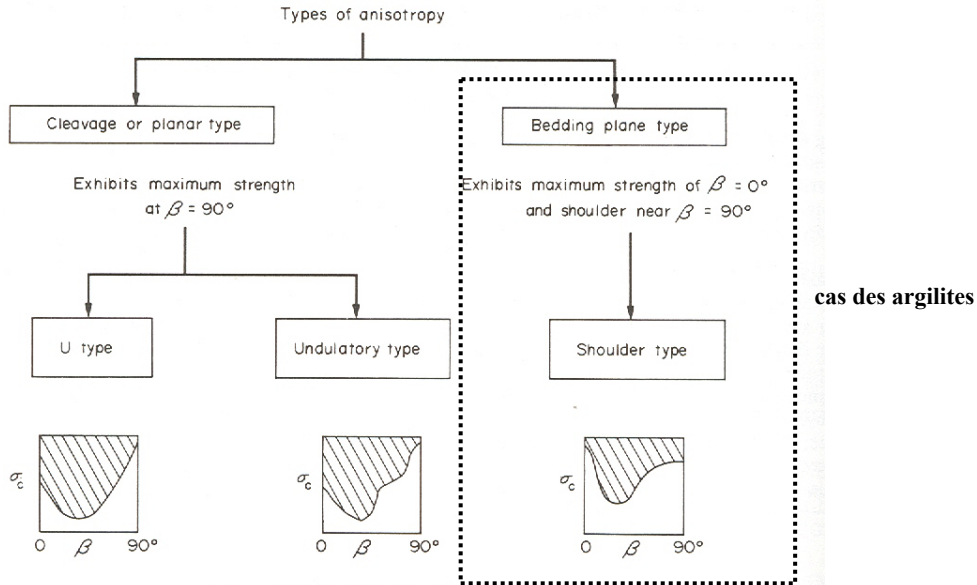 Types of anisotropy
Cleavage or planar type
Bedding plane type
Exhibits maximum strength
at β = 90°
Exhibits maximum strength of β = 0°
and shoulder near β = 90°
cas des argilites
U type
Undulatory type
Shoulder type
σc
0 β 90°
σc
0 β 90°
σc
0 β 90°